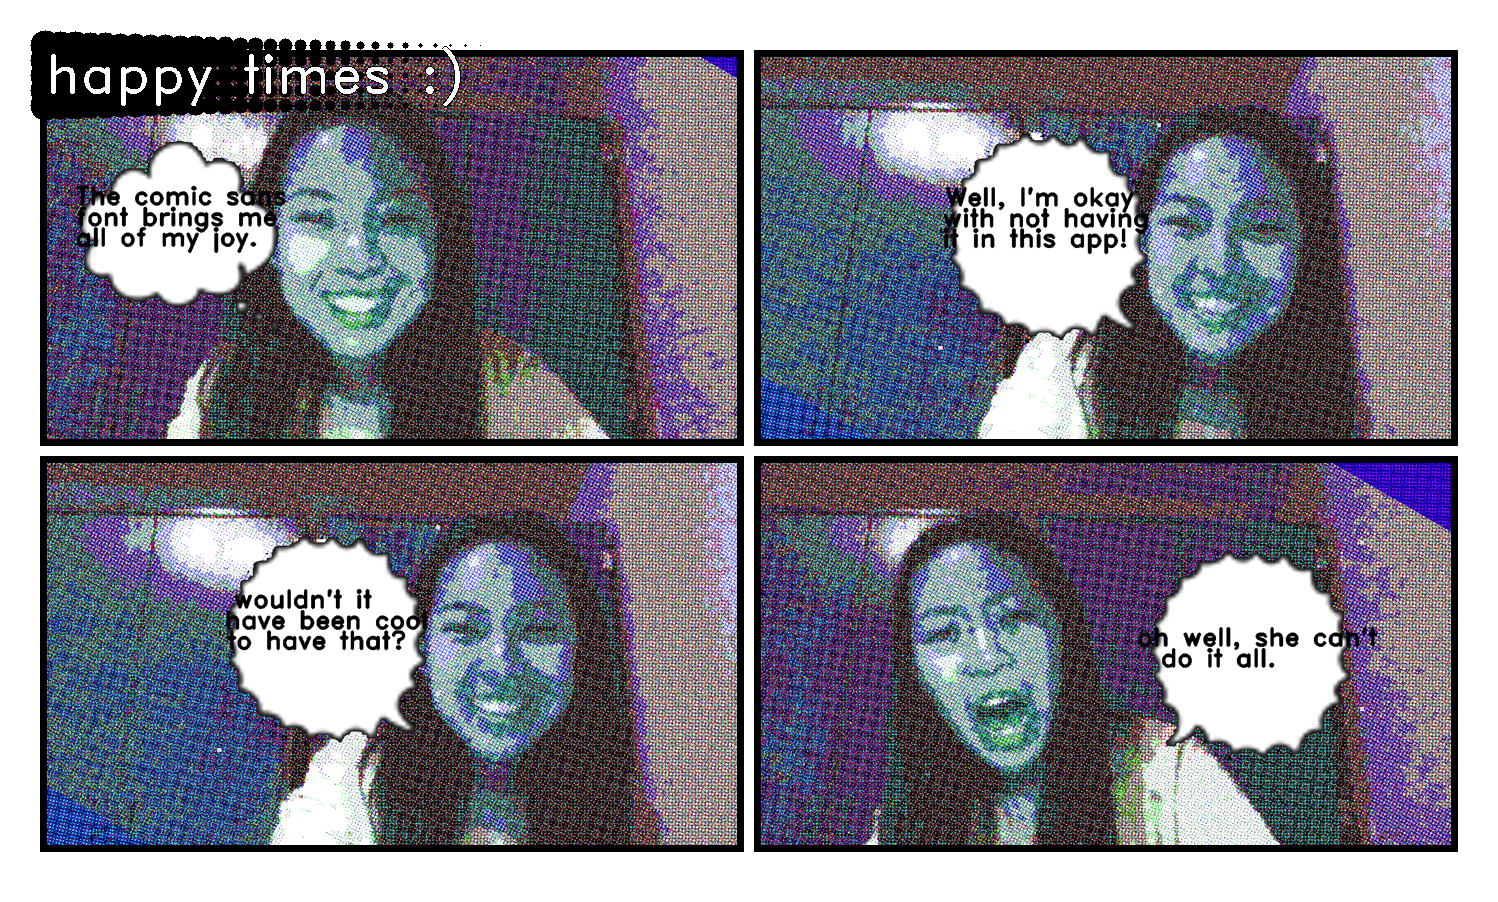 happy times :)
The comic sans
font brings me
all of my joy.
Well, I'm okay
with not having
it in this app!
wouldn't it
have been cool
to have that?
oh well, she can't
do it all.